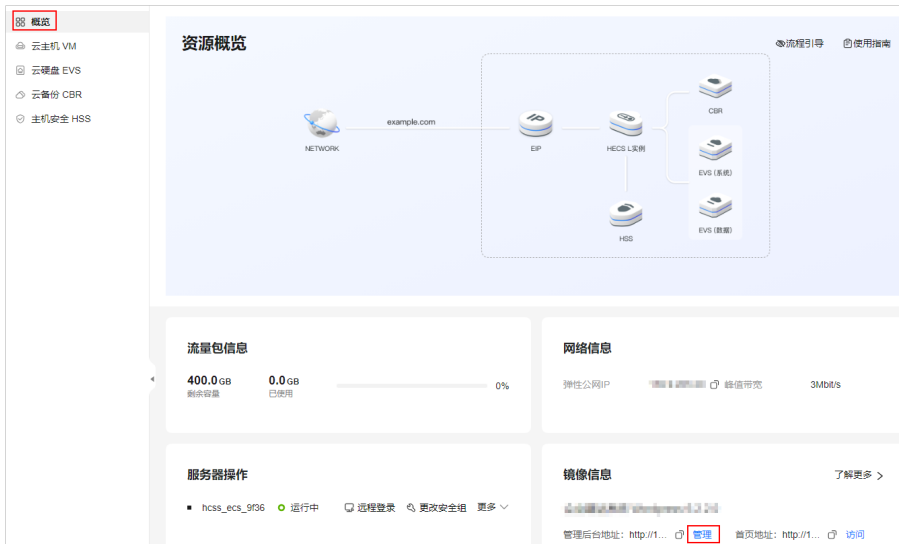 概览
云主机 VM
云硬盘 EVS
云备份 CBR
主机安全 HSS
资源概览
流程引导 使用指南
CBR
example.com
NETWORK EIP HECS L实例
EVS (系统)
EVS (数据)
HSS
流量包信息
400.0 GB 0.0 GB
0%
剩余容量 已使用
网络信息
弹性公网IP 峰值带宽 3Mbit/s
服务器操作
hcss_ecs_9f36 运行中 远程登录 更改安全组 更多
镜像信息 了解更多
管理后台地址: http://1... 管理 首页地址: http://1... 访问